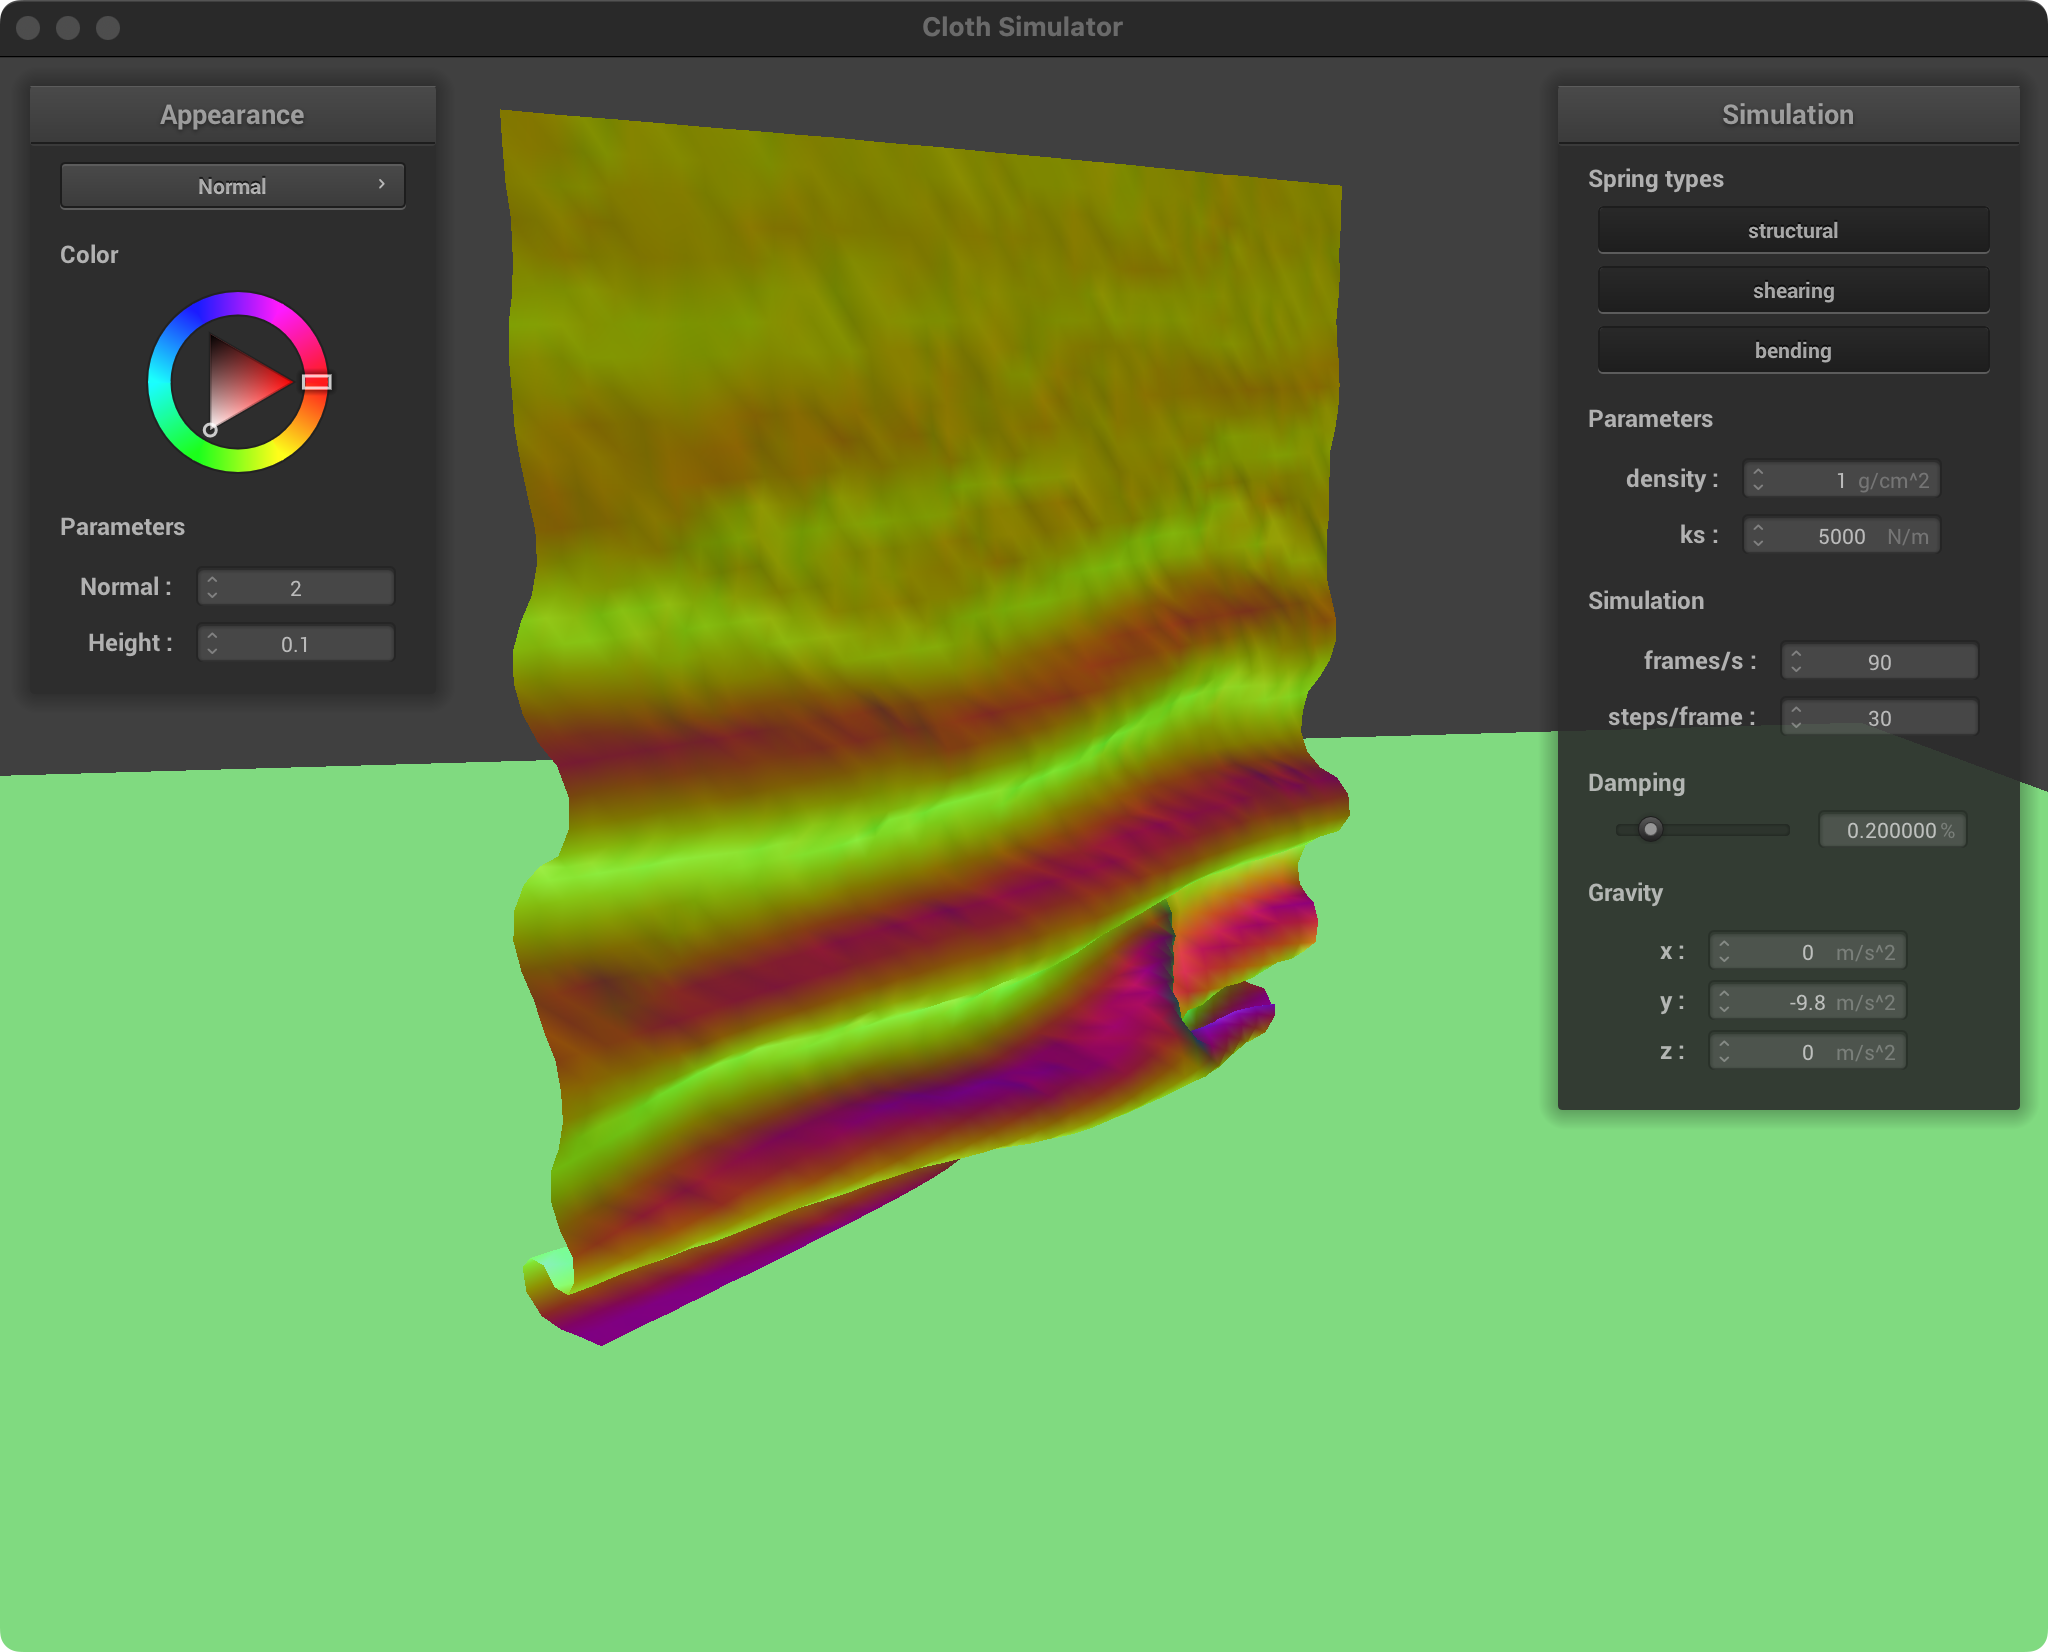 Cloth Simulator
Appearance
Normal
Color
Parameters
Normal : 2
Height : 0.1
Simulation
Spring types
structural
shearing
bending
Parameters
density : 1 g/cm^2
ks : 5000 N/m
Simulation
frames/s : 90
steps/frame : 30
Damping
0.200000 %
Gravity
x : 0 m/s^2
y : -9.8 m/s^2
z : 0 m/s^2